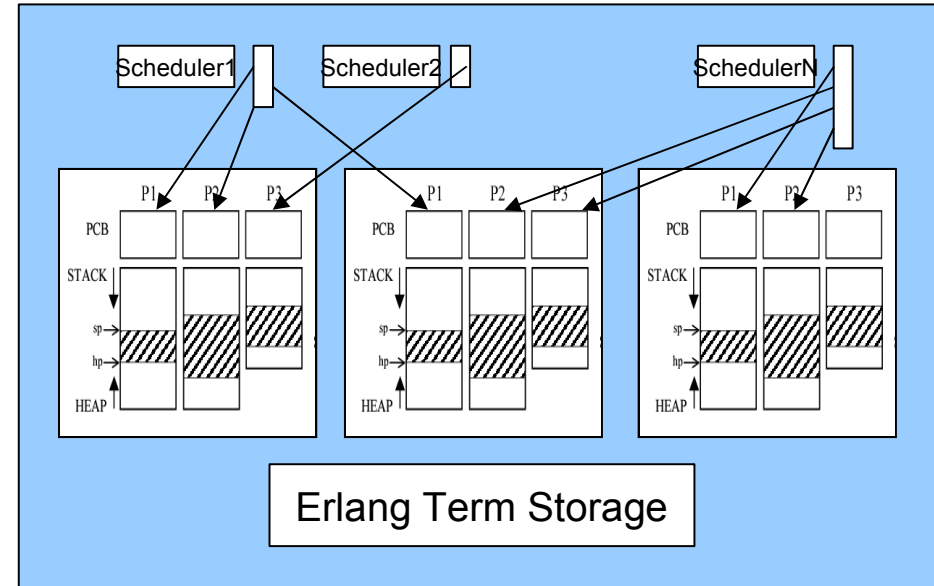 Scheduler1
Scheduler2
SchedulerN
P1 P2 P3
PCB
STACK
sp
hp
HEAP
P1 P2 P3
PCB
STACK
sp
hp
HEAP
P1 P2 P3
PCB
STACK
sp
hp
HEAP
Erlang Term Storage